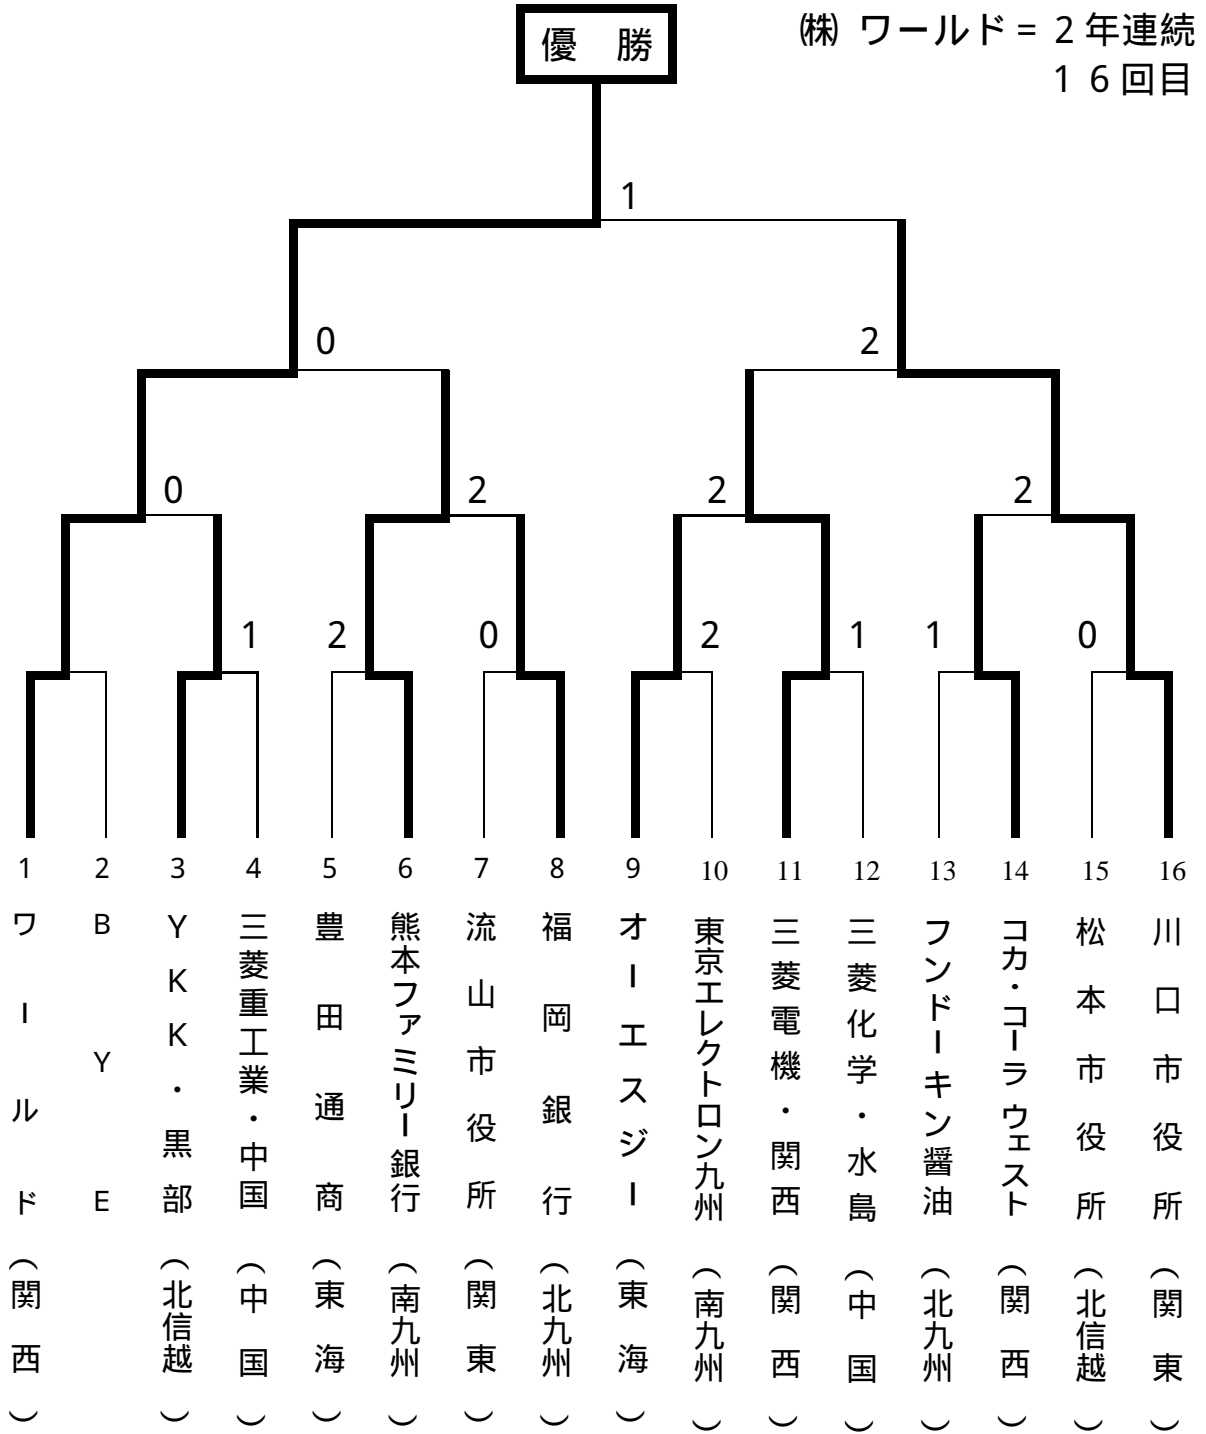 優 勝
㈱ ワールド = 2 年連続
1 6 回目
1
0
2
0
2
2
2
1
2
0
2
1
1
0
1
2
3
4
5
6
7
8
9
10
11
12
13
14
15
16
ワールド（関西）
BYE
YKK・黒部（北信越）
三菱重工業・中国（中国）
豊田通商（東海）
熊本ファミリー銀行（南九州）
流山市役所（関東）
福岡銀行（北九州）
オーエスジー（東海）
東京エレクトロン九州（南九州）
三菱電機・関西（関西）
三菱化学・水島（中国）
フンドーキン醤油（北九州）
コカ・コーラウェスト（関西）
松本市役所（北信越）
川口市役所（関東）